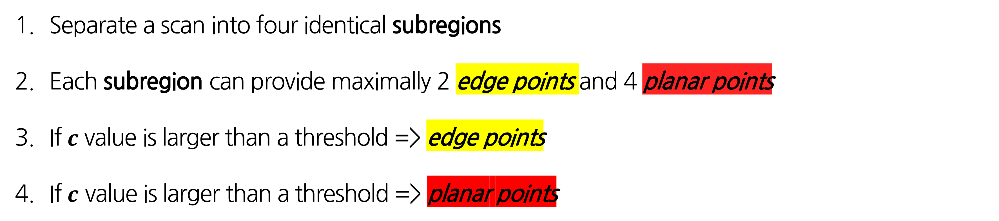 1. Separate a scan into four identical subregions
2. Each subregion can provide maximally 2 edge points and 4 planar points
3. If c value is larger than a threshold => edge points
4. If c value is larger than a threshold => planar points